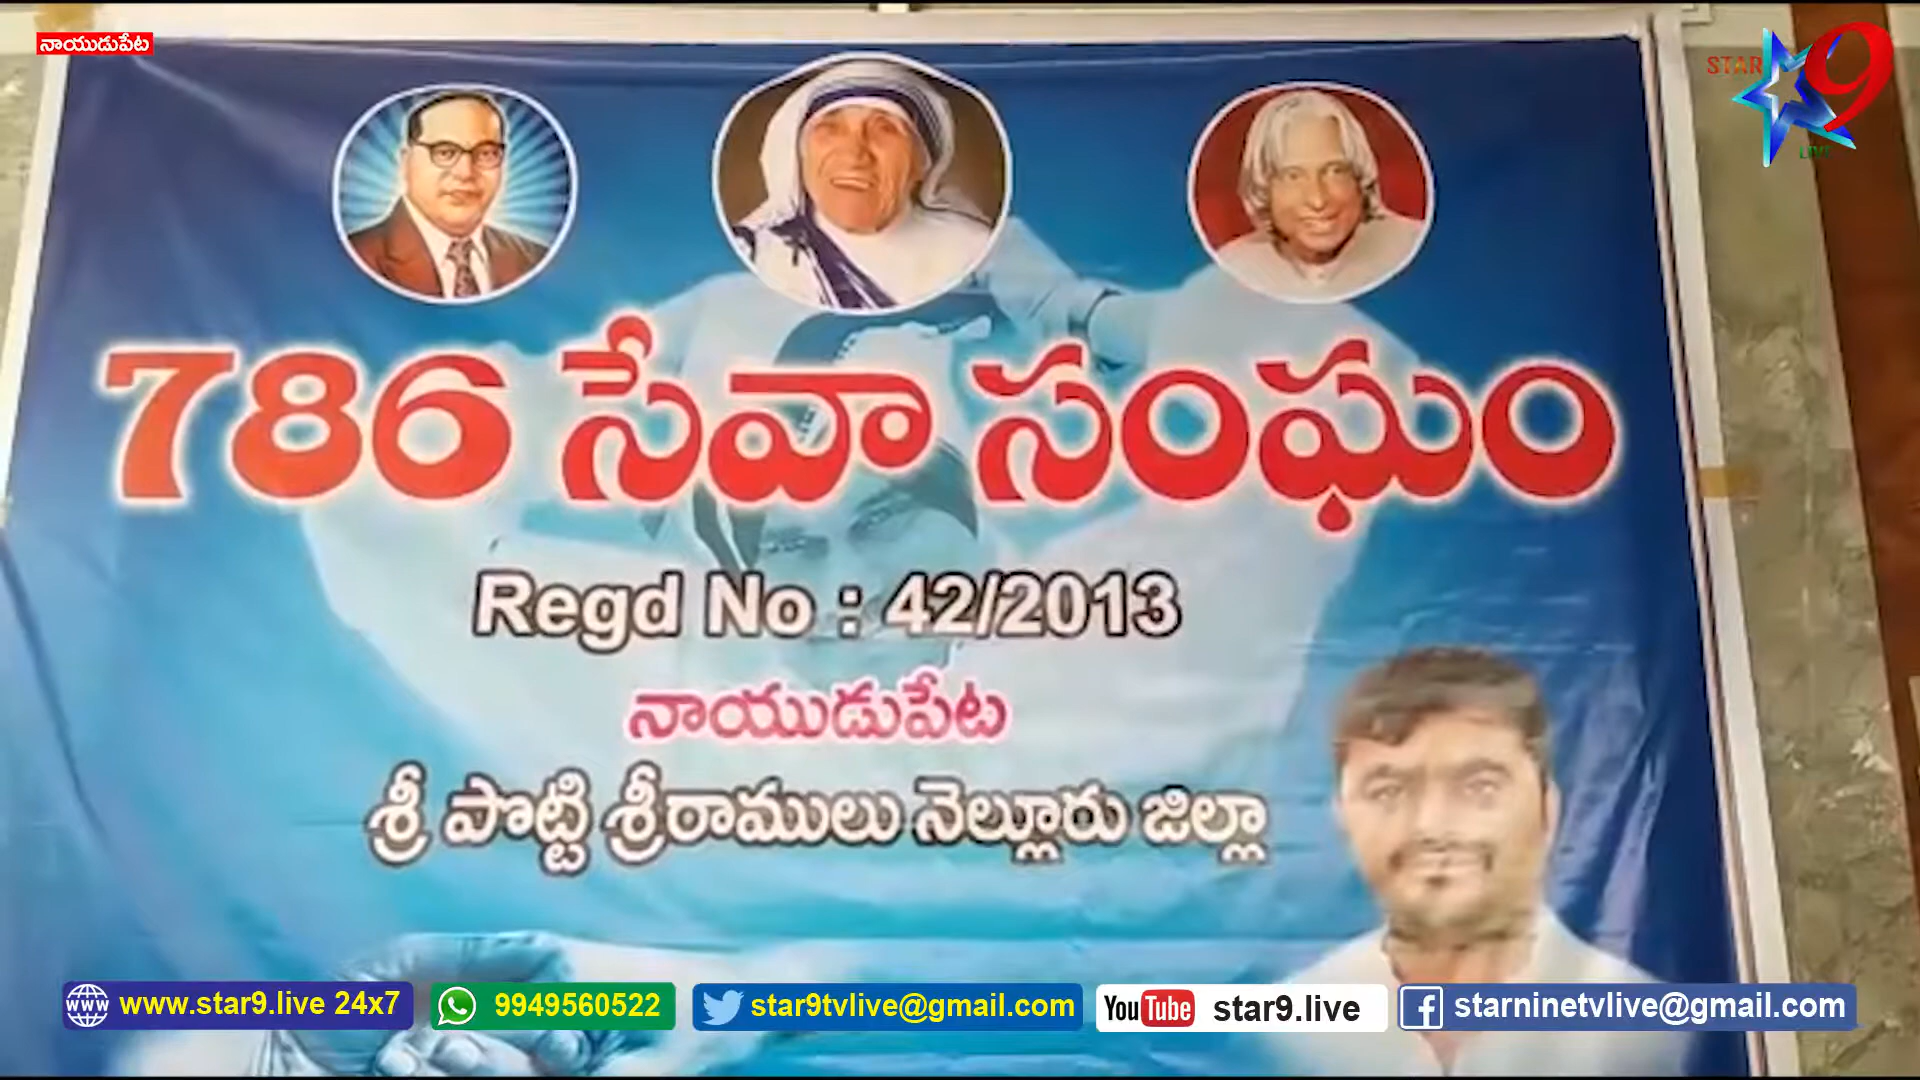 నాయుడుపేట
STAR 9
LIVE
786 సేవా సంఘం
Regd No : 42/2013
నాయుడుపేట
శ్రీ పొట్టి శ్రీరాములు నెల్లూరు జిల్లా
www.star9.live 24x7
9949560522
star9tvlive@gmail.com
YouTube star9.live
starninetvlive@gmail.com